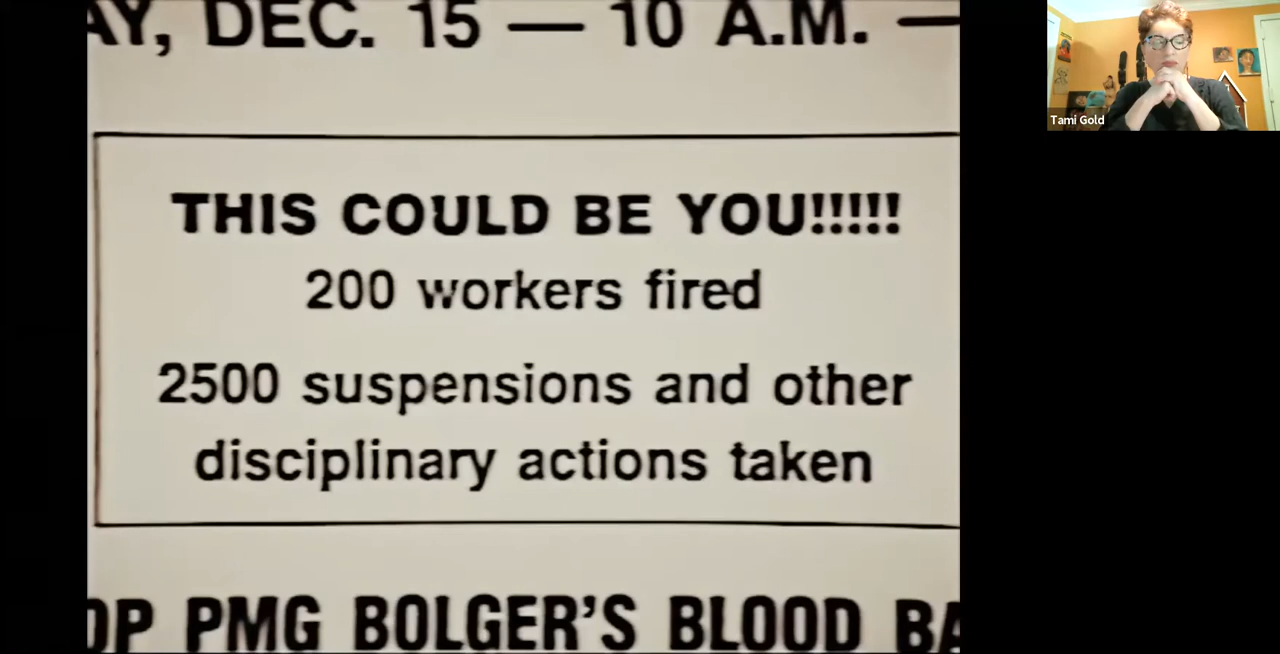 AY, DEC. 15 — 10 A.M. —
THIS COULD BE YOU!!!!!
200 workers fired
2500 suspensions and other
disciplinary actions taken
OP PMG BOLGER'S BLOOD BA
Tami Gold